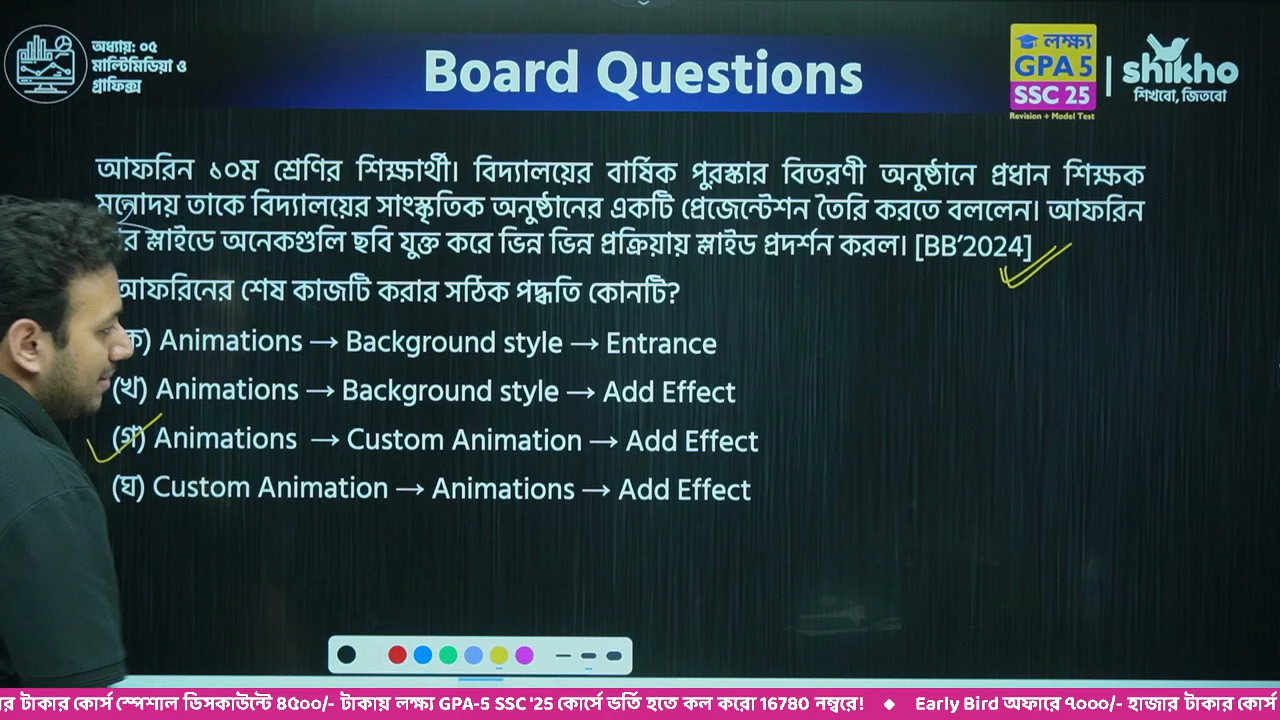 অধ্যায়: ০৫
মাল্টিমিডিয়া ও
গ্রাফিক্স
Board Questions
লক্ষ্য
GPA 5
SSC 25
Revision + Model Test
shikho
শিখবো, জিতবো
আফরিন ১০ম শ্রেণির শিক্ষার্থী। বিদ্যালয়ের বার্ষিক পুরস্কার বিতরণী অনুষ্ঠানে প্রধান শিক্ষক
মহোদয় তাকে বিদ্যালয়ের সাংস্কৃতিক অনুষ্ঠানের একটি প্রেজেন্টেশন তৈরি করতে বললেন। আফরিন
স্লাইডে অনেকগুলি ছবি যুক্ত করে ভিন্ন ভিন্ন প্রক্রিয়ায় স্লাইড প্রদর্শন করল। [BB'2024]
আফরিনের শেষ কাজটি করার সঠিক পদ্ধতি কোনটি?
ক) Animations → Background style → Entrance
(খ) Animations → Background style → Add Effect
(গ) Animations → Custom Animation → Add Effect
(ঘ) Custom Animation → Animations → Add Effect
র টাকার কোর্স স্পেশাল ডিসকাউন্টে ৪৫০০/- টাকায় লক্ষ্য GPA-5 SSC '25 কোর্সে ভর্তি হতে কল করো 16780 নম্বরে! ◆ Early Bird অফারে ৭০০০/- হাজার টাকার কোর্স